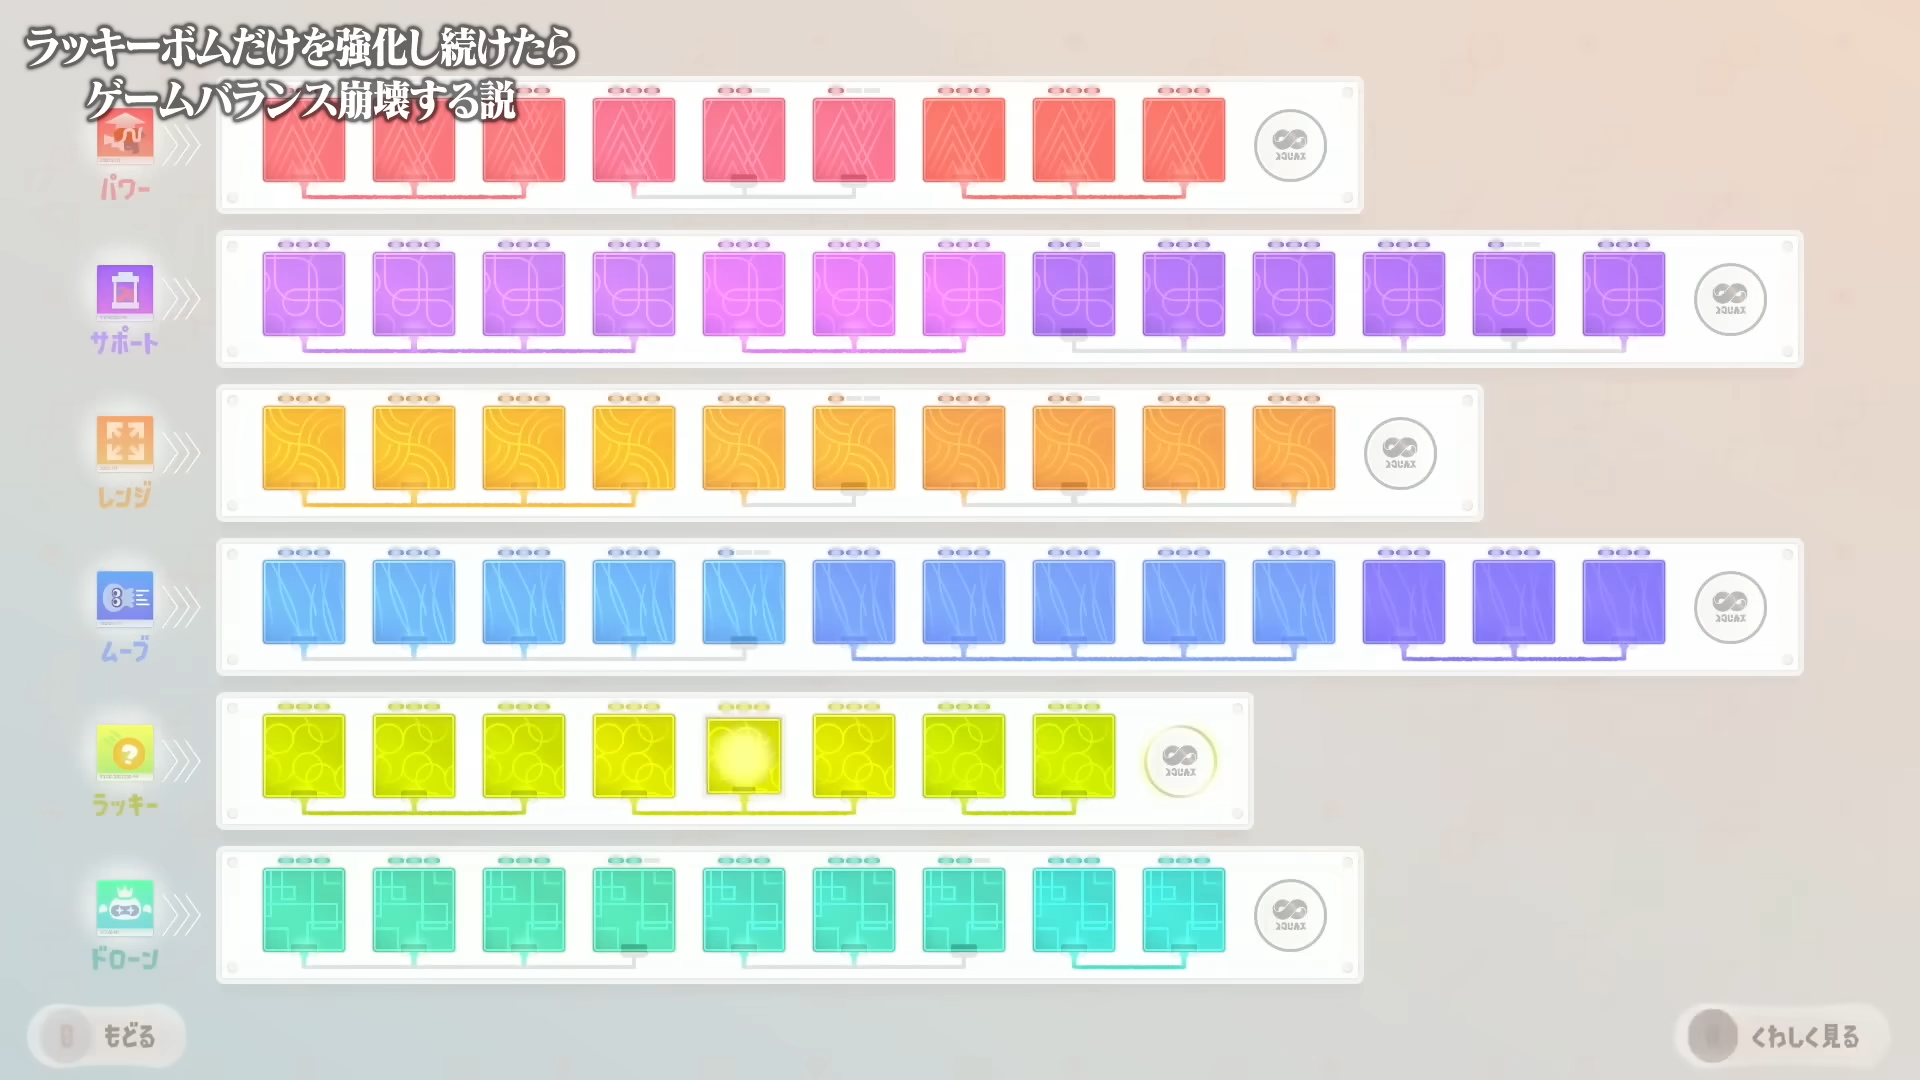 ラッキーボムだけを強化し続けたら
ゲームバランス崩壊する説
パワー
サポート
レンジ
ムーブ
ラッキー
ドローン
もどる
くわしく見る